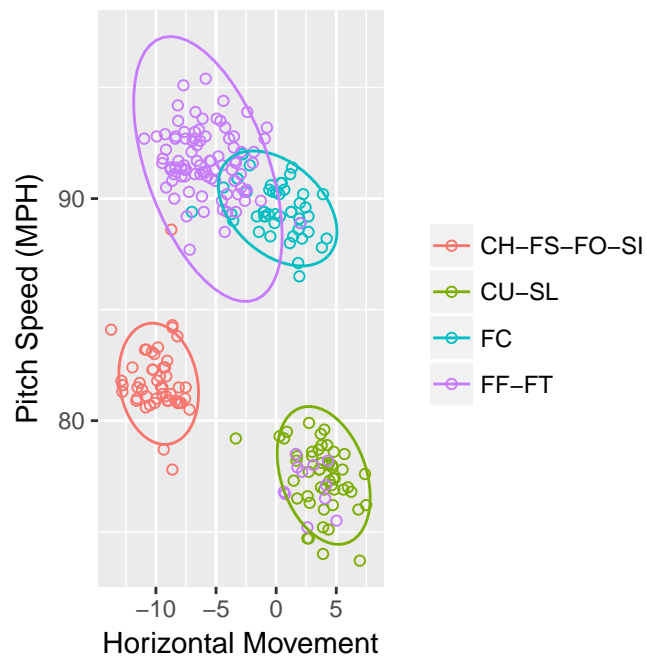 90
80
Pitch Speed (MPH)
−10 −5 0 5
Horizontal Movement
CH−FS−FO−SI
CU−SL
FC
FF−FT